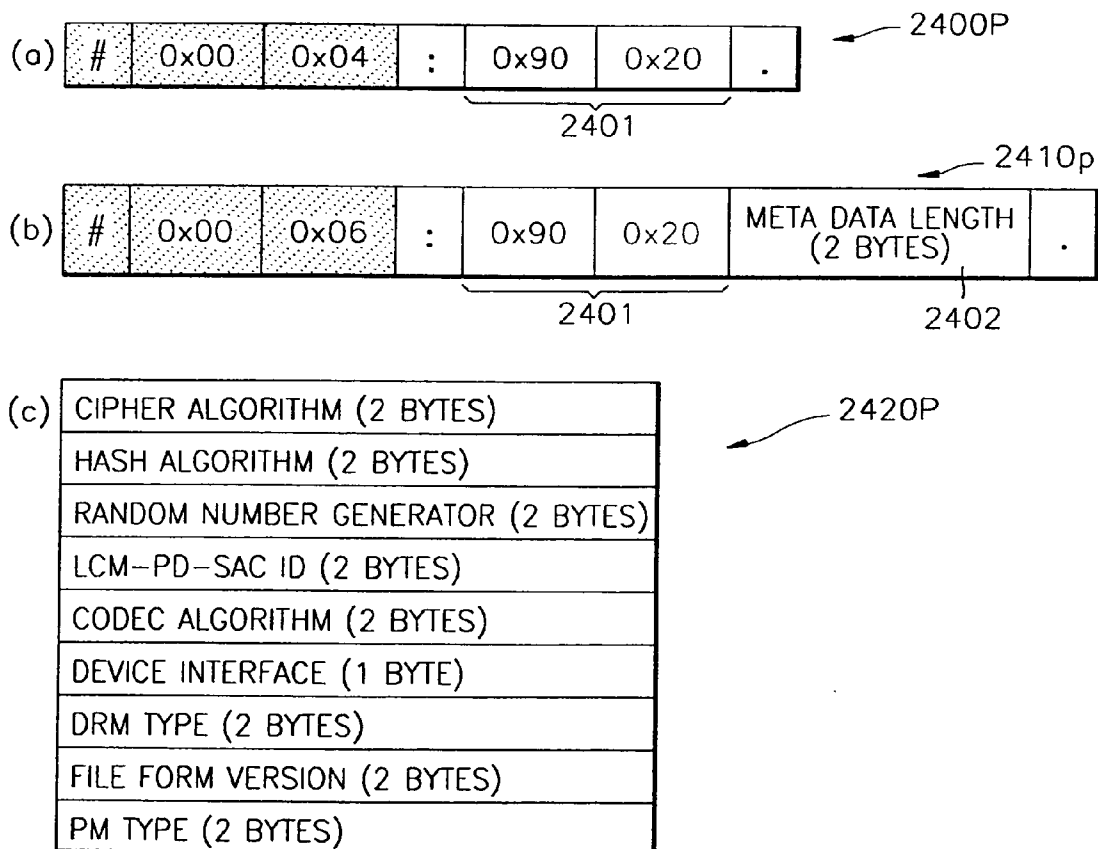 2400P
(a) # 0x00 0x04 : 0x90 0x20 .
2401
2410p
(b) # 0x00 0x06 : 0x90 0x20 META DATA LENGTH (2 BYTES) .
2401 2402
(c) CIPHER ALGORITHM (2 BYTES) 2420P
HASH ALGORITHM (2 BYTES)
RANDOM NUMBER GENERATOR (2 BYTES)
LCM-PD-SAC ID (2 BYTES)
CODEC ALGORITHM (2 BYTES)
DEVICE INTERFACE (1 BYTE)
DRM TYPE (2 BYTES)
FILE FORM VERSION (2 BYTES)
PM TYPE (2 BYTES)